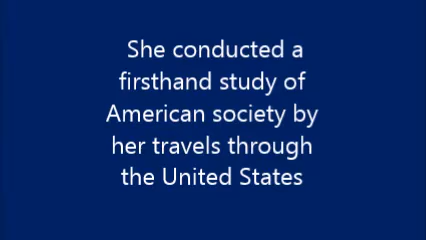 She conducted a
firsthand study of
American society by
her travels through
the United States